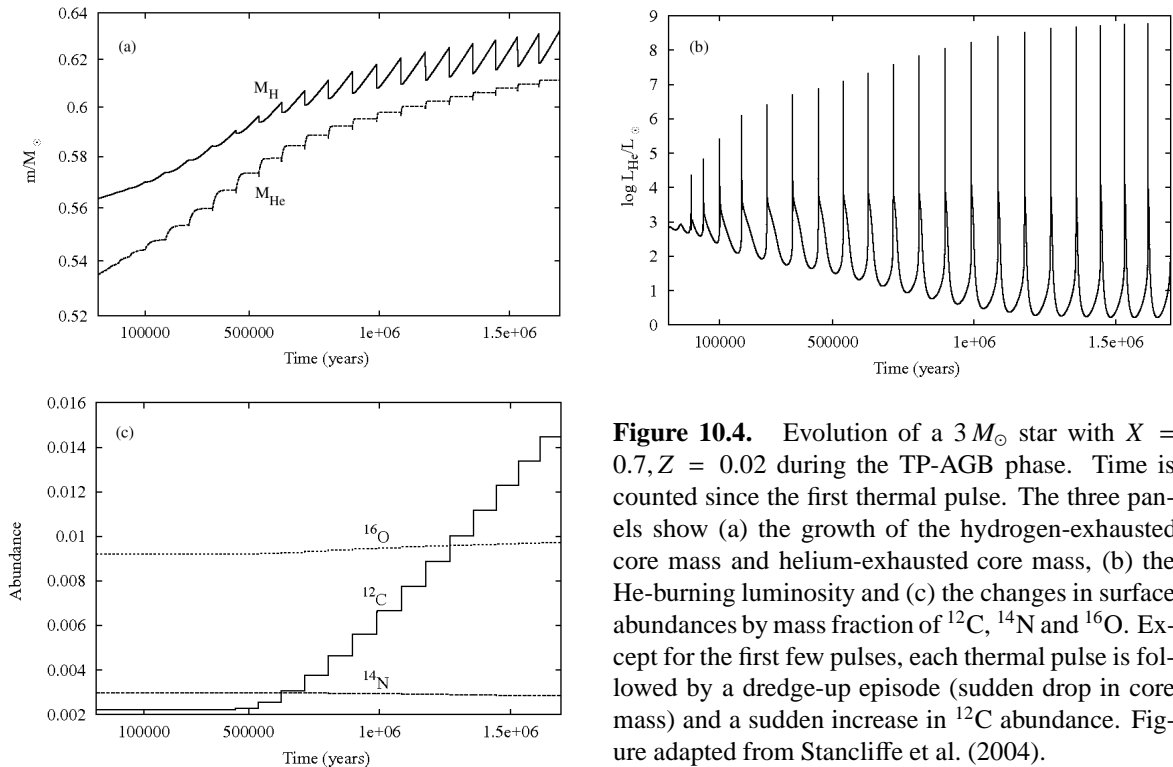 0.64
0.62
0.6
0.58
0.56
0.54
0.52
m/M☉
(a)
M_H
M_He
100000 500000 1e+06 1.5e+06
Time (years)
9
8
7
6
5
4
3
2
1
0
log L_He/L☉
(b)
100000 500000 1e+06 1.5e+06
Time (years)
0.016
0.014
0.012
0.01
0.008
0.006
0.004
0.002
Abundance
(c)
¹⁶O
¹²C
¹⁴N
100000 500000 1e+06 1.5e+06
Time (years)
Figure 10.4. Evolution of a 3 M☉ star with X =
0.7, Z = 0.02 during the TP-AGB phase. Time is
counted since the first thermal pulse. The three pan-
els show (a) the growth of the hydrogen-exhausted
core mass and helium-exhausted core mass, (b) the
He-burning luminosity and (c) the changes in surface
abundances by mass fraction of ¹²C, ¹⁴N and ¹⁶O. Ex-
cept for the first few pulses, each thermal pulse is fol-
lowed by a dredge-up episode (sudden drop in core
mass) and a sudden increase in ¹²C abundance. Fig-
ure adapted from Stancliffe et al. (2004).